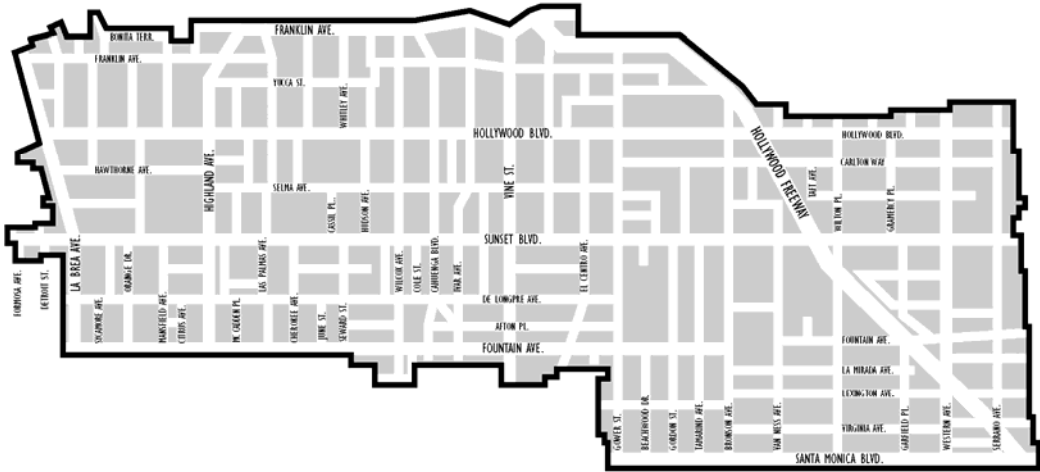 FRANKLIN AVE.
BONITA TERR.
FRANKLIN AVE.
YUCCA ST.
WHITLEY AVE.
HOLLYWOOD BLVD.
HOLLYWOOD BLVD.
HOLLYWOOD FREEWAY
CARLTON WAY
HAWTHORNE AVE.
HIGHLAND AVE.
SELMA AVE.
VINE ST.
TAFT AVE.
CASSIL PL.
HUDSON AVE.
WILTON PL.
GRAMERCY PL.
SUNSET BLVD.
LA BREA AVE.
ORANGE DR.
LAS PALMAS AVE.
WILCOX AVE.
COLE ST.
CAHUENGA BLVD.
IVAR AVE.
EL CENTRO AVE.
FORMOSA AVE.
DETROIT ST.
DE LONGPRE AVE.
SYCAMORE AVE.
MANSFIELD AVE.
CITRUS AVE.
MC CADDEN PL.
CHEROKEE AVE.
JUNE ST.
SEWARD ST.
AFTON PL.
FOUNTAIN AVE.
FOUNTAIN AVE.
LA MIRADA AVE.
LEXINGTON AVE.
GOWER ST.
BEACHWOOD DR.
GORDON ST.
TAMARIND AVE.
BRONSON AVE.
VAN NESS AVE.
VIRGINIA AVE.
GARFIELD PL.
WESTERN AVE.
SERRANO AVE.
SANTA MONICA BLVD.